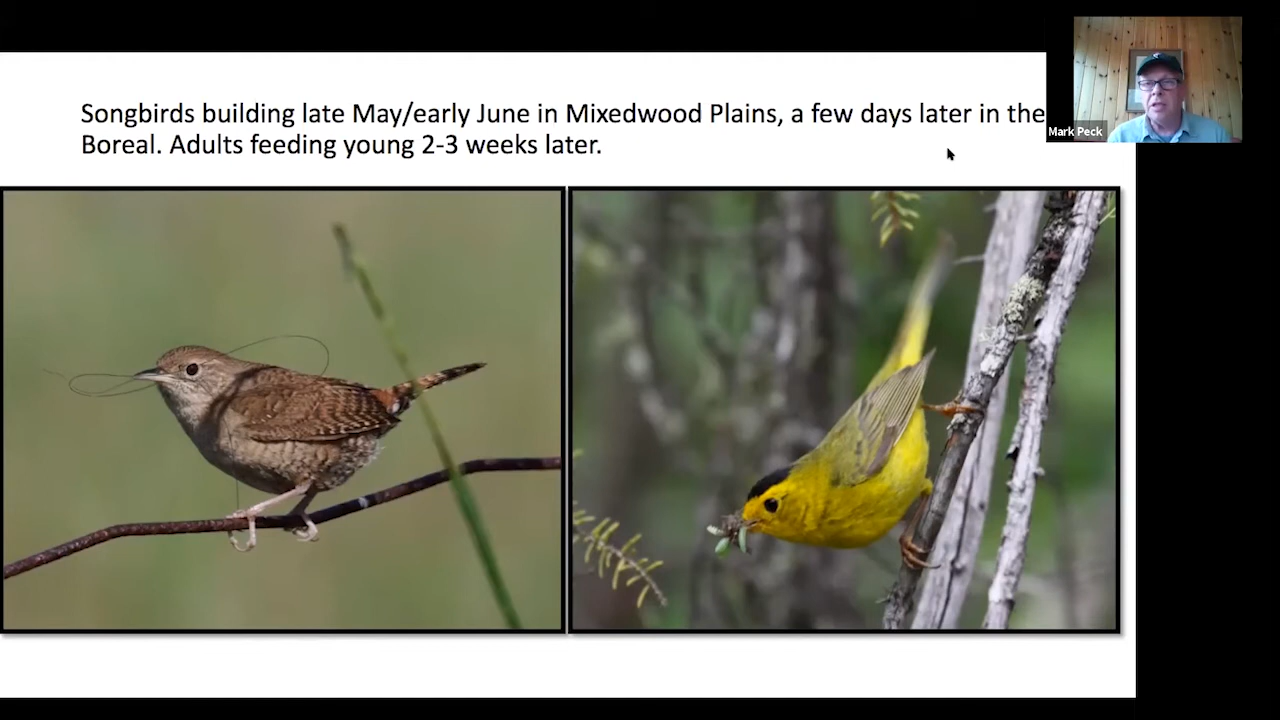 Songbirds building late May/early June in Mixedwood Plains, a few days later in the
Boreal. Adults feeding young 2-3 weeks later.
Mark Peck